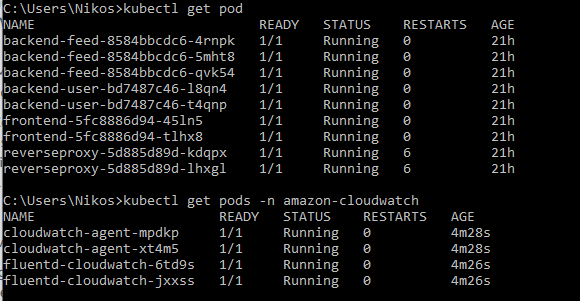 C:\Users\Nikos>kubectl get pod
NAME READY STATUS RESTARTS AGE
backend-feed-8584bbcdc6-4rnpk 1/1 Running 0 21h
backend-feed-8584bbcdc6-5mht8 1/1 Running 0 21h
backend-feed-8584bbcdc6-qvk54 1/1 Running 0 21h
backend-user-bd7487c46-l8qn4 1/1 Running 0 21h
backend-user-bd7487c46-t4qnp 1/1 Running 0 21h
frontend-5fc8886d94-45ln5 1/1 Running 0 21h
frontend-5fc8886d94-tlhx8 1/1 Running 0 21h
reverseproxy-5d885d89d-kdqpx 1/1 Running 6 21h
reverseproxy-5d885d89d-lhxgl 1/1 Running 6 21h
C:\Users\Nikos>kubectl get pods -n amazon-cloudwatch
NAME READY STATUS RESTARTS AGE
cloudwatch-agent-mpdkp 1/1 Running 0 4m28s
cloudwatch-agent-xt4m5 1/1 Running 0 4m28s
fluentd-cloudwatch-6td9s 1/1 Running 0 4m26s
fluentd-cloudwatch-jxxss 1/1 Running 0 4m26s